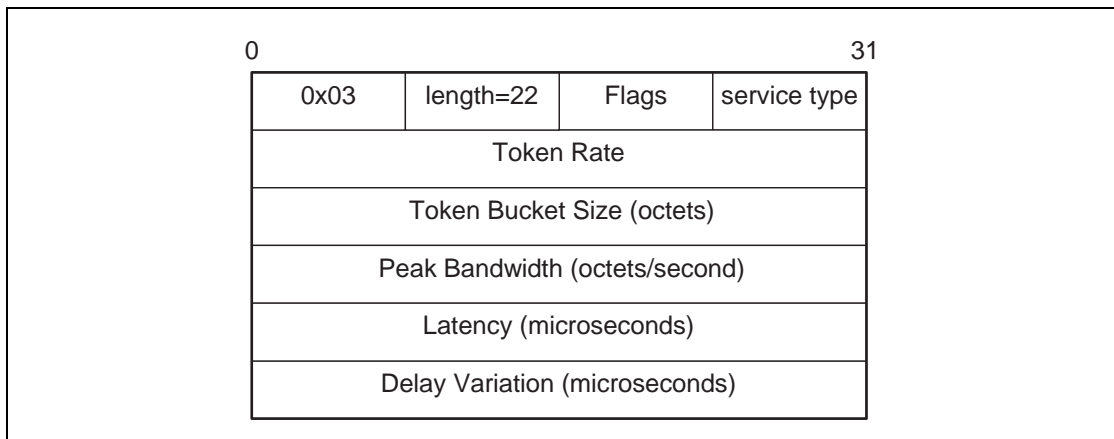 0 31
0x03 length=22 Flags service type
Token Rate
Token Bucket Size (octets)
Peak Bandwidth (octets/second)
Latency (microseconds)
Delay Variation (microseconds)